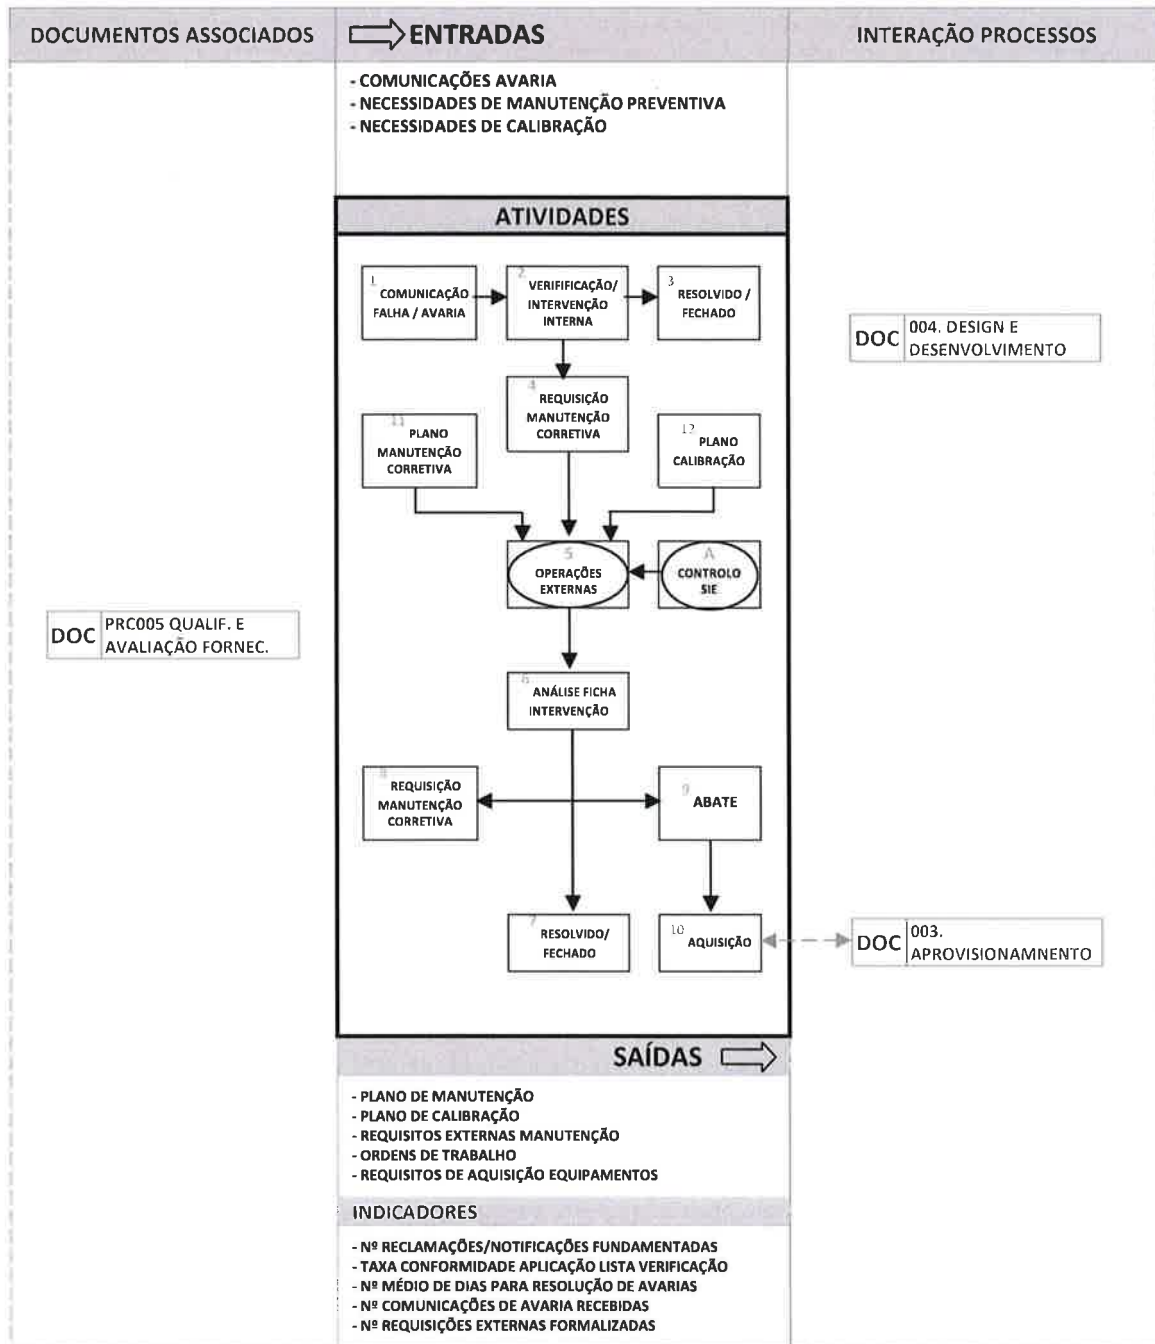 DOCUMENTOS ASSOCIADOS
ENTRADAS
INTERAÇÃO PROCESSOS
- COMUNICAÇÕES AVARIA
- NECESSIDADES DE MANUTENÇÃO PREVENTIVA
- NECESSIDADES DE CALIBRAÇÃO
ATIVIDADES
1
COMUNICAÇÃO
FALHA / AVARIA
2
VERIFIFICAÇÃO/
INTERVENÇÃO
INTERNA
3
RESOLVIDO /
FECHADO
DOC
004. DESIGN E
DESENVOLVIMENTO
4
REQUISIÇÃO
MANUTENÇÃO
CORRETIVA
11
PLANO
MANUTENÇÃO
CORRETIVA
12
PLANO
CALIBRAÇÃO
5
OPERAÇÕES
EXTERNAS
A
CONTROLO
SIE
DOC
PRC005 QUALIF. E
AVALIAÇÃO FORNEC.
6
ANÁLISE FICHA
INTERVENÇÃO
8
REQUISIÇÃO
MANUTENÇÃO
CORRETIVA
9
ABATE
7
RESOLVIDO/
FECHADO
10
AQUISIÇÃO
DOC
003.
APROVISIONAMNENTO
SAÍDAS
- PLANO DE MANUTENÇÃO
- PLANO DE CALIBRAÇÃO
- REQUISITOS EXTERNAS MANUTENÇÃO
- ORDENS DE TRABALHO
- REQUISITOS DE AQUISIÇÃO EQUIPAMENTOS
INDICADORES
- Nº RECLAMAÇÕES/NOTIFICAÇÕES FUNDAMENTADAS
- TAXA CONFORMIDADE APLICAÇÃO LISTA VERIFICAÇÃO
- Nº MÉDIO DE DIAS PARA RESOLUÇÃO DE AVARIAS
- Nº COMUNICAÇÕES DE AVARIA RECEBIDAS
- Nº REQUISIÇÕES EXTERNAS FORMALIZADAS